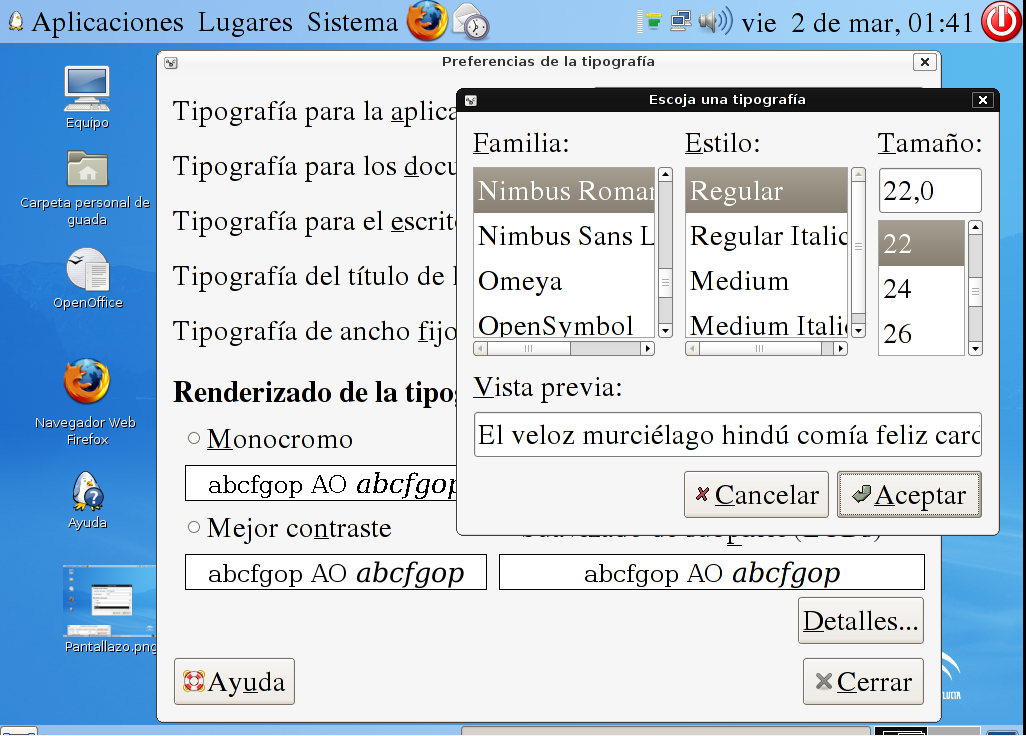 Aplicaciones Lugares Sistema vie 2 de mar, 01:41
Equipo
Carpeta personal de
guada
OpenOffice
Navegador Web
Firefox
Ayuda
Pantallazo.png
Preferencias de la tipografía
Tipografía para la aplica
Tipografía para los docu
Tipografía para el escrito
Tipografía del título de l
Tipografía de ancho fijo
Renderizado de la tipog
Monocromo
abcfgop AO abcfgop
Mejor contraste
abcfgop AO abcfgop
abcfgop AO abcfgop
Detalles...
Ayuda
Cerrar
Escoja una tipografía
Familia:
Nimbus Roman
Nimbus Sans L
Omeya
OpenSymbol
Estilo:
Regular
Regular Italic
Medium
Medium Italic
Tamaño:
22,0
22
24
26
Vista previa:
El veloz murciélago hindú comía feliz card
Cancelar
Aceptar